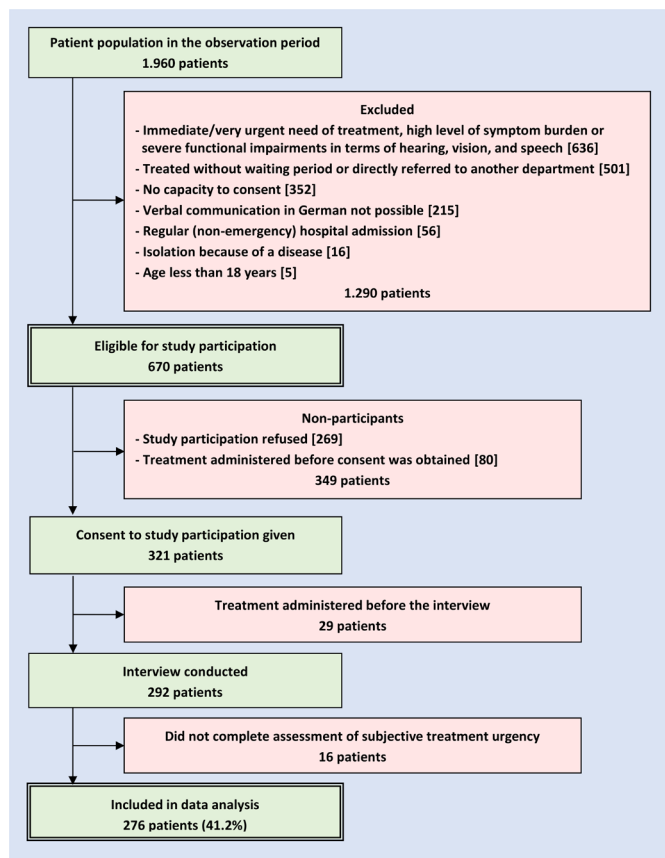 Patient population in the observation period
1.960 patients
Excluded
- Immediate/very urgent need of treatment, high level of symptom burden or
severe functional impairments in terms of hearing, vision, and speech [636]
- Treated without waiting period or directly referred to another department [501]
- No capacity to consent [352]
- Verbal communication in German not possible [215]
- Regular (non-emergency) hospital admission [56]
- Isolation because of a disease [16]
- Age less than 18 years [5]
1.290 patients
Eligible for study participation
670 patients
Non-participants
- Study participation refused [269]
- Treatment administered before consent was obtained [80]
349 patients
Consent to study participation given
321 patients
Treatment administered before the interview
29 patients
Interview conducted
292 patients
Did not complete assessment of subjective treatment urgency
16 patients
Included in data analysis
276 patients (41.2%)